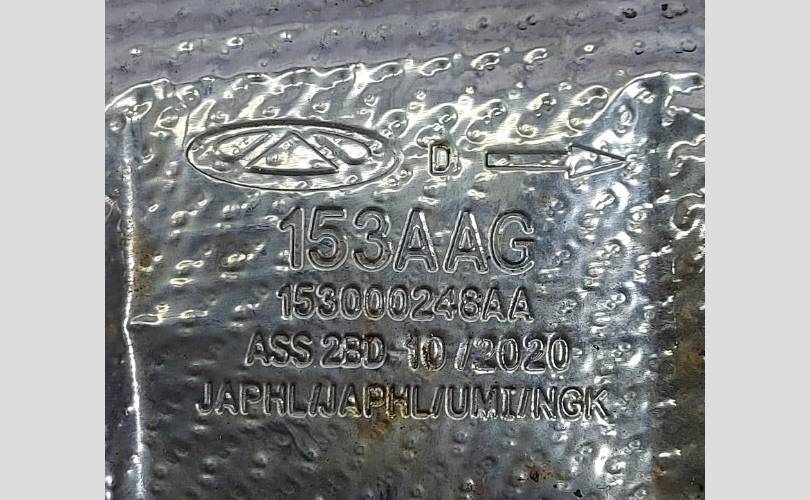 D
153AAG
153000246AA
ASS 2BD 10/2020
JAPHL/JAPHL/UMI/NGK